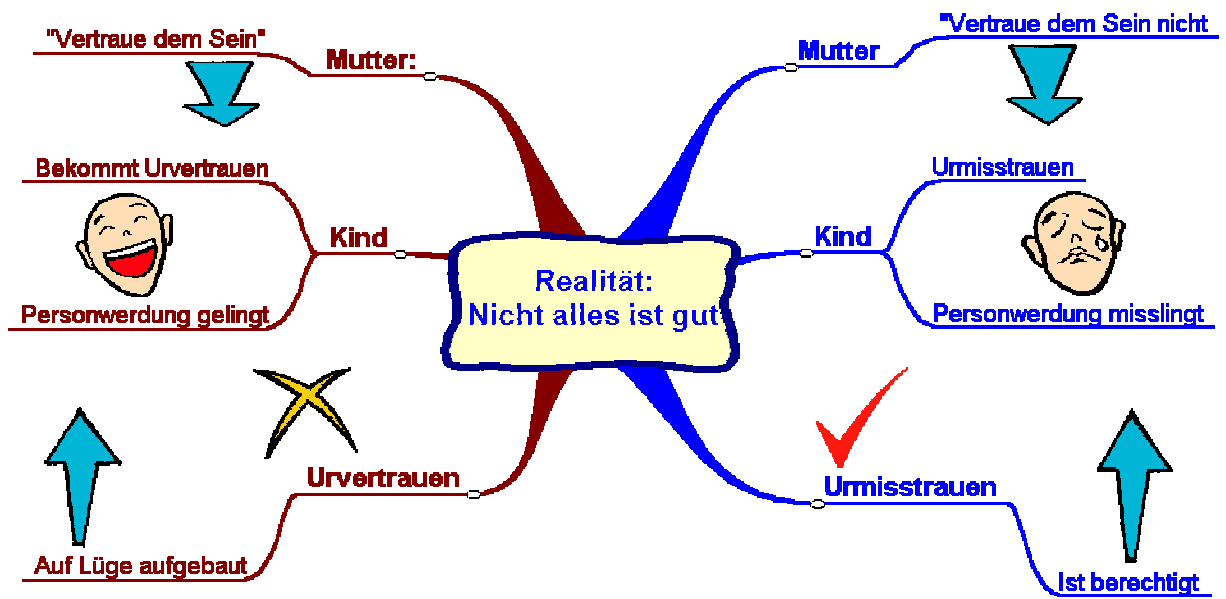 "Vertraue dem Sein"
Mutter:
Bekommt Urvertrauen
Kind
Personwerdung gelingt
Urvertrauen
Auf Lüge aufgebaut
Realität:
Nicht alles ist gut
"Vertraue dem Sein nicht
Mutter
Urmisstrauen
Kind
Personwerdung misslingt
Urmisstrauen
Ist berechtigt